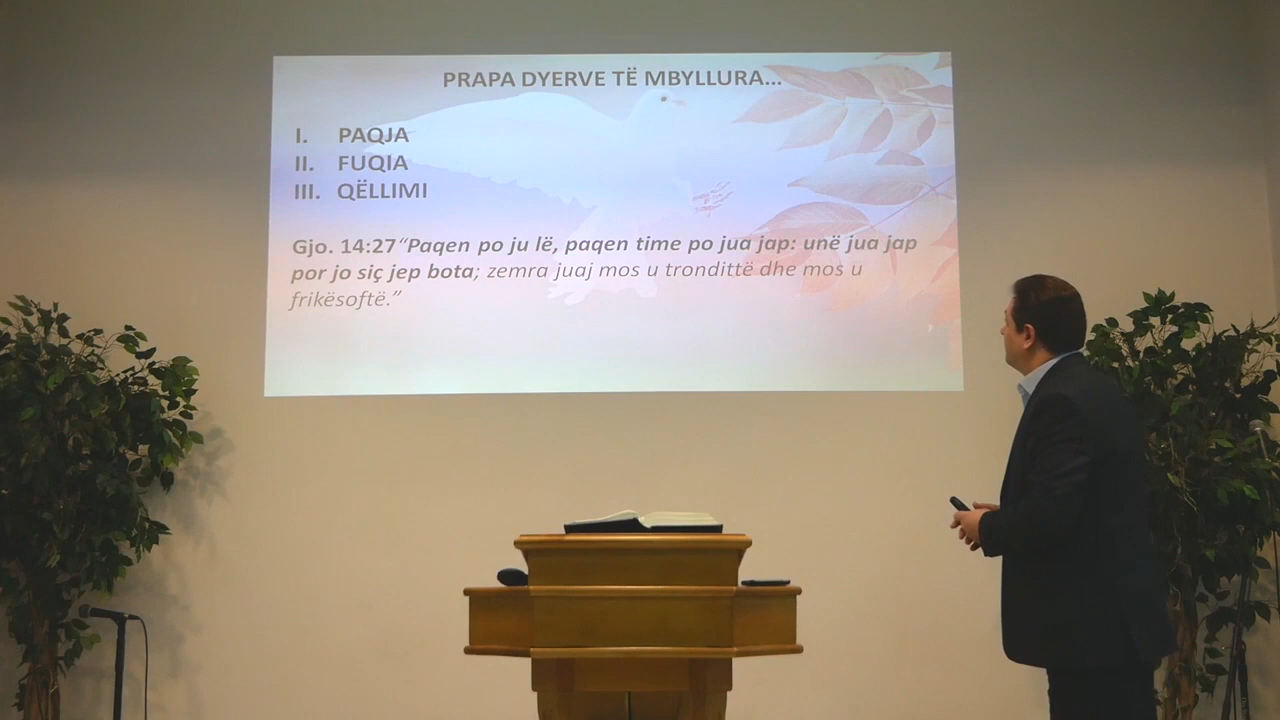 PRAPA DYERVE TË MBYLLURA...
I. PAQJA
II. FUQIA
III. QËLLIMI
Gjo. 14:27“Paqen po ju lë, paqen time po jua jap: unë jua jap
por jo siç jep bota; zemra juaj mos u trondittë dhe mos u
frikësoftë.”